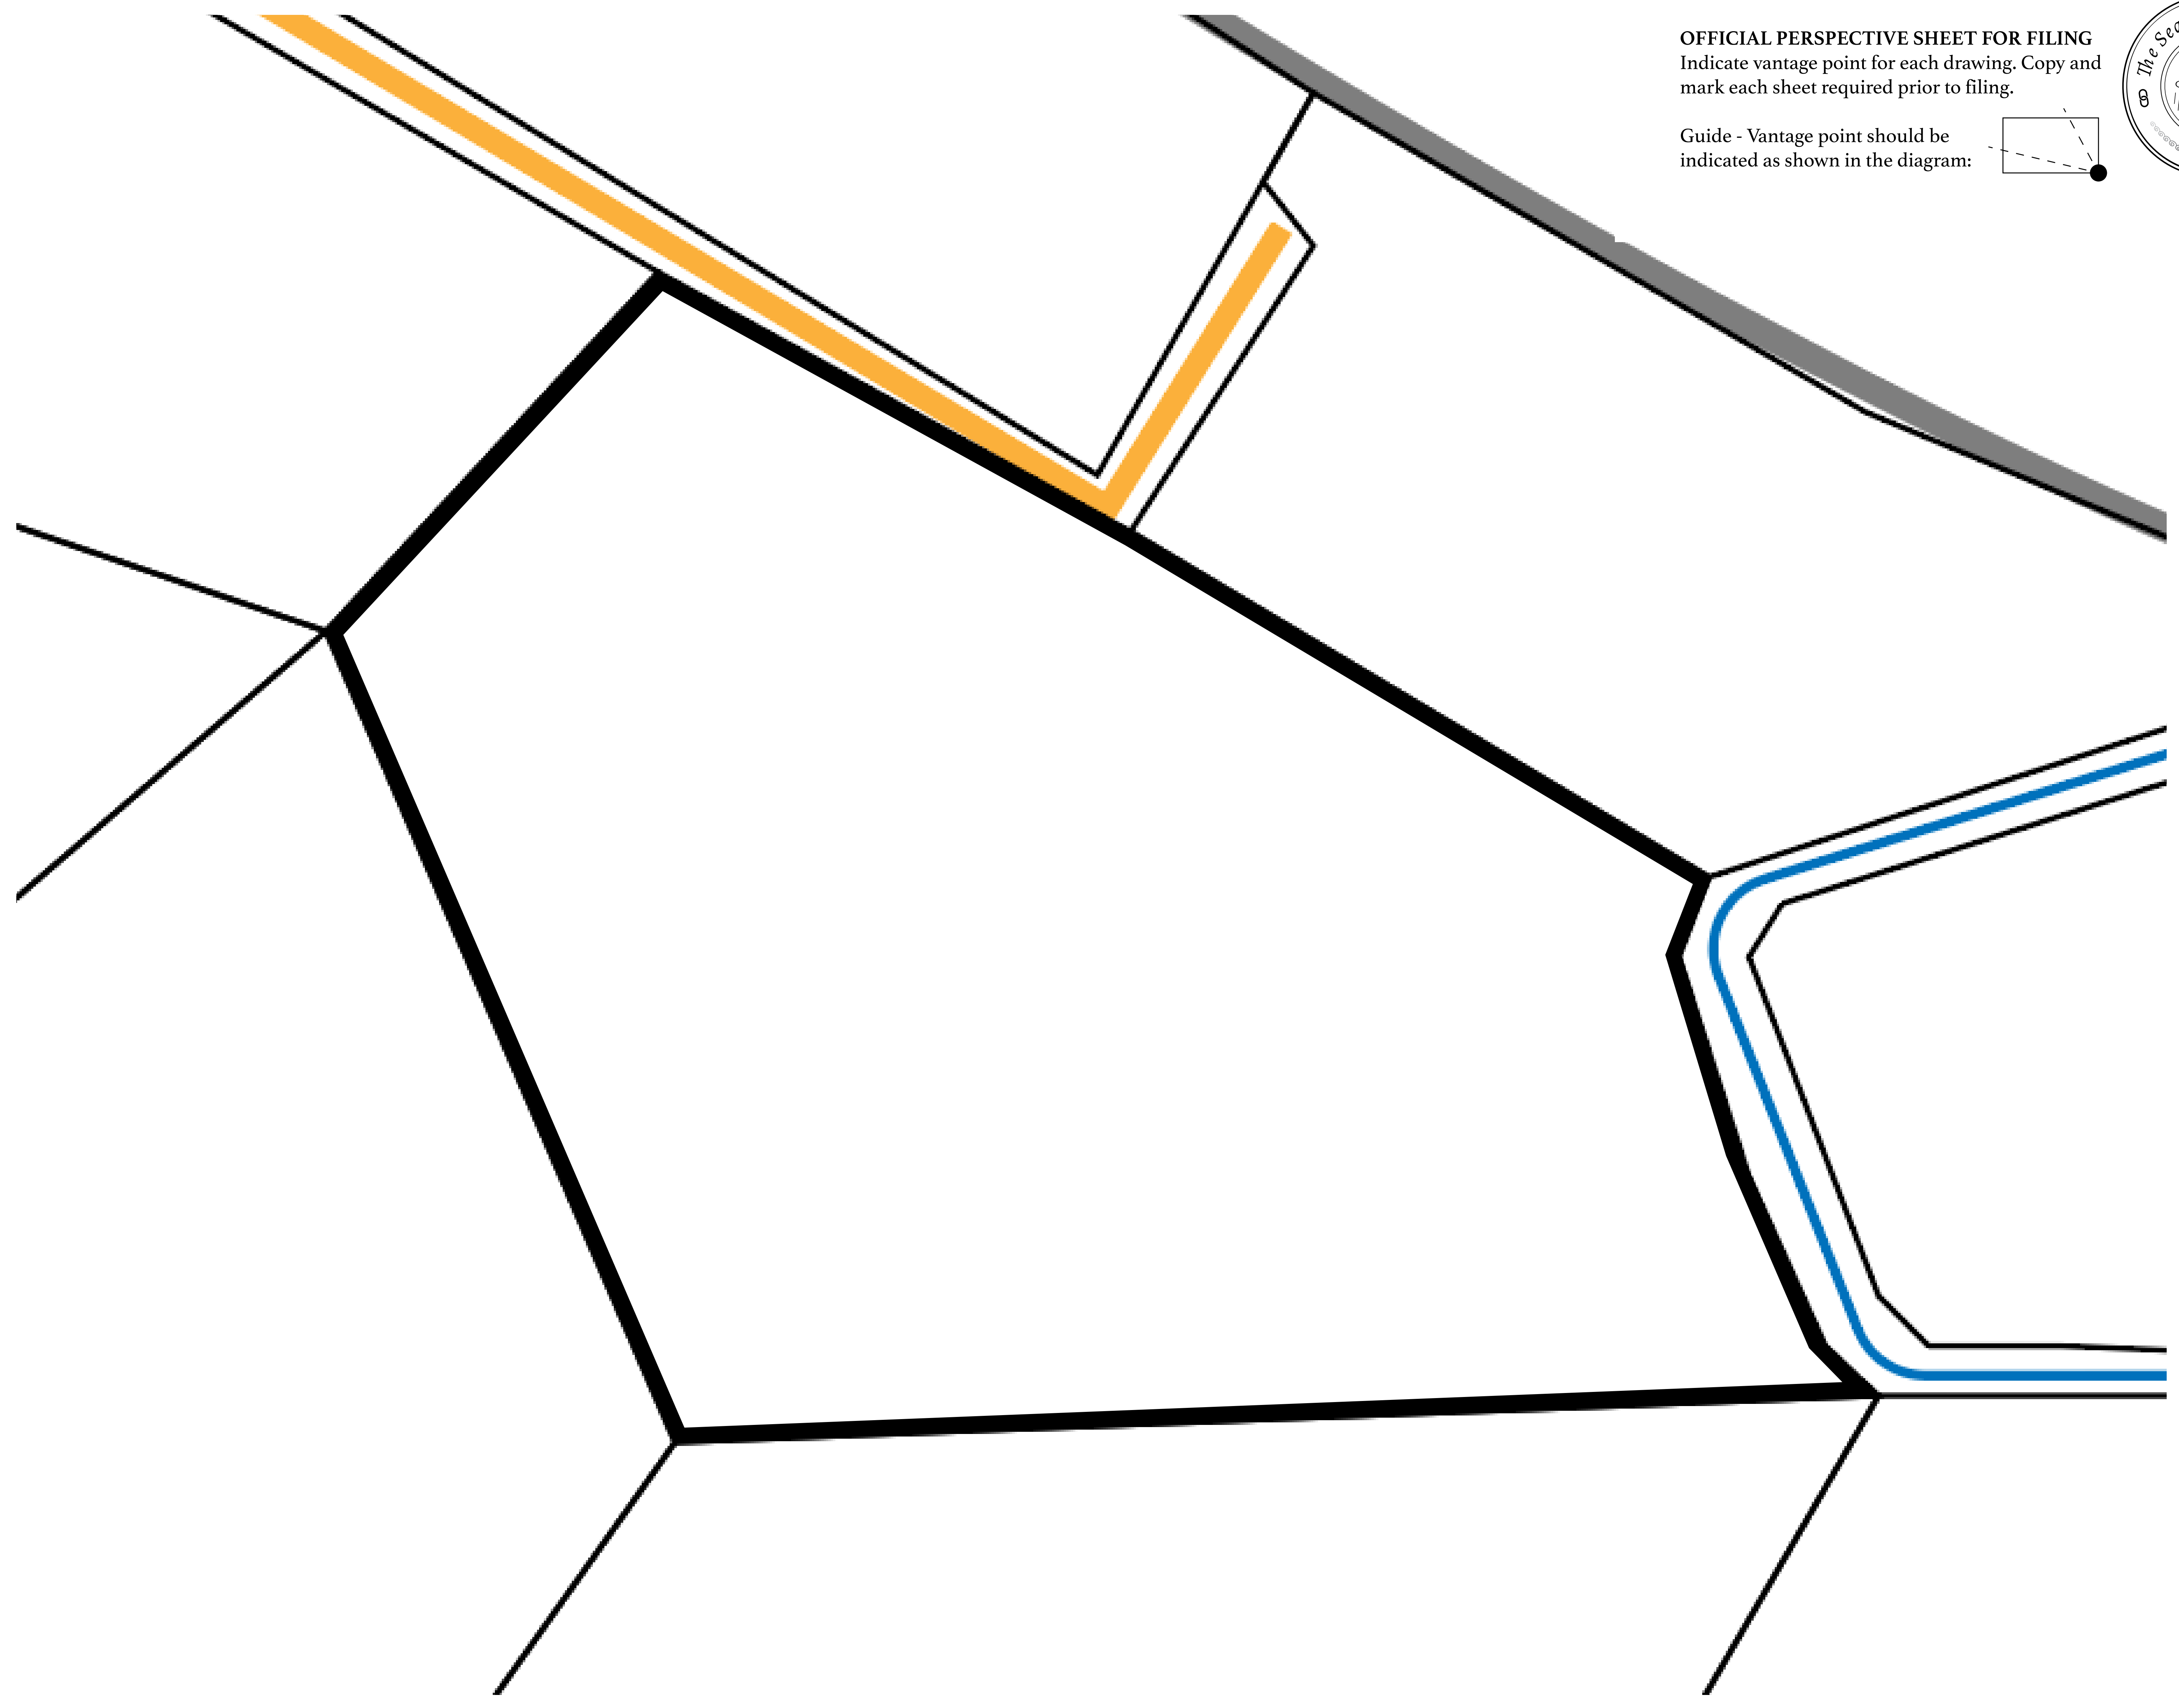 OFFICIAL PERSPECTIVE SHEET FOR FILING
Indicate vantage point for each drawing. Copy and
mark each sheet required prior to filing.
Guide - Vantage point should be
indicated as shown in the diagram:
The